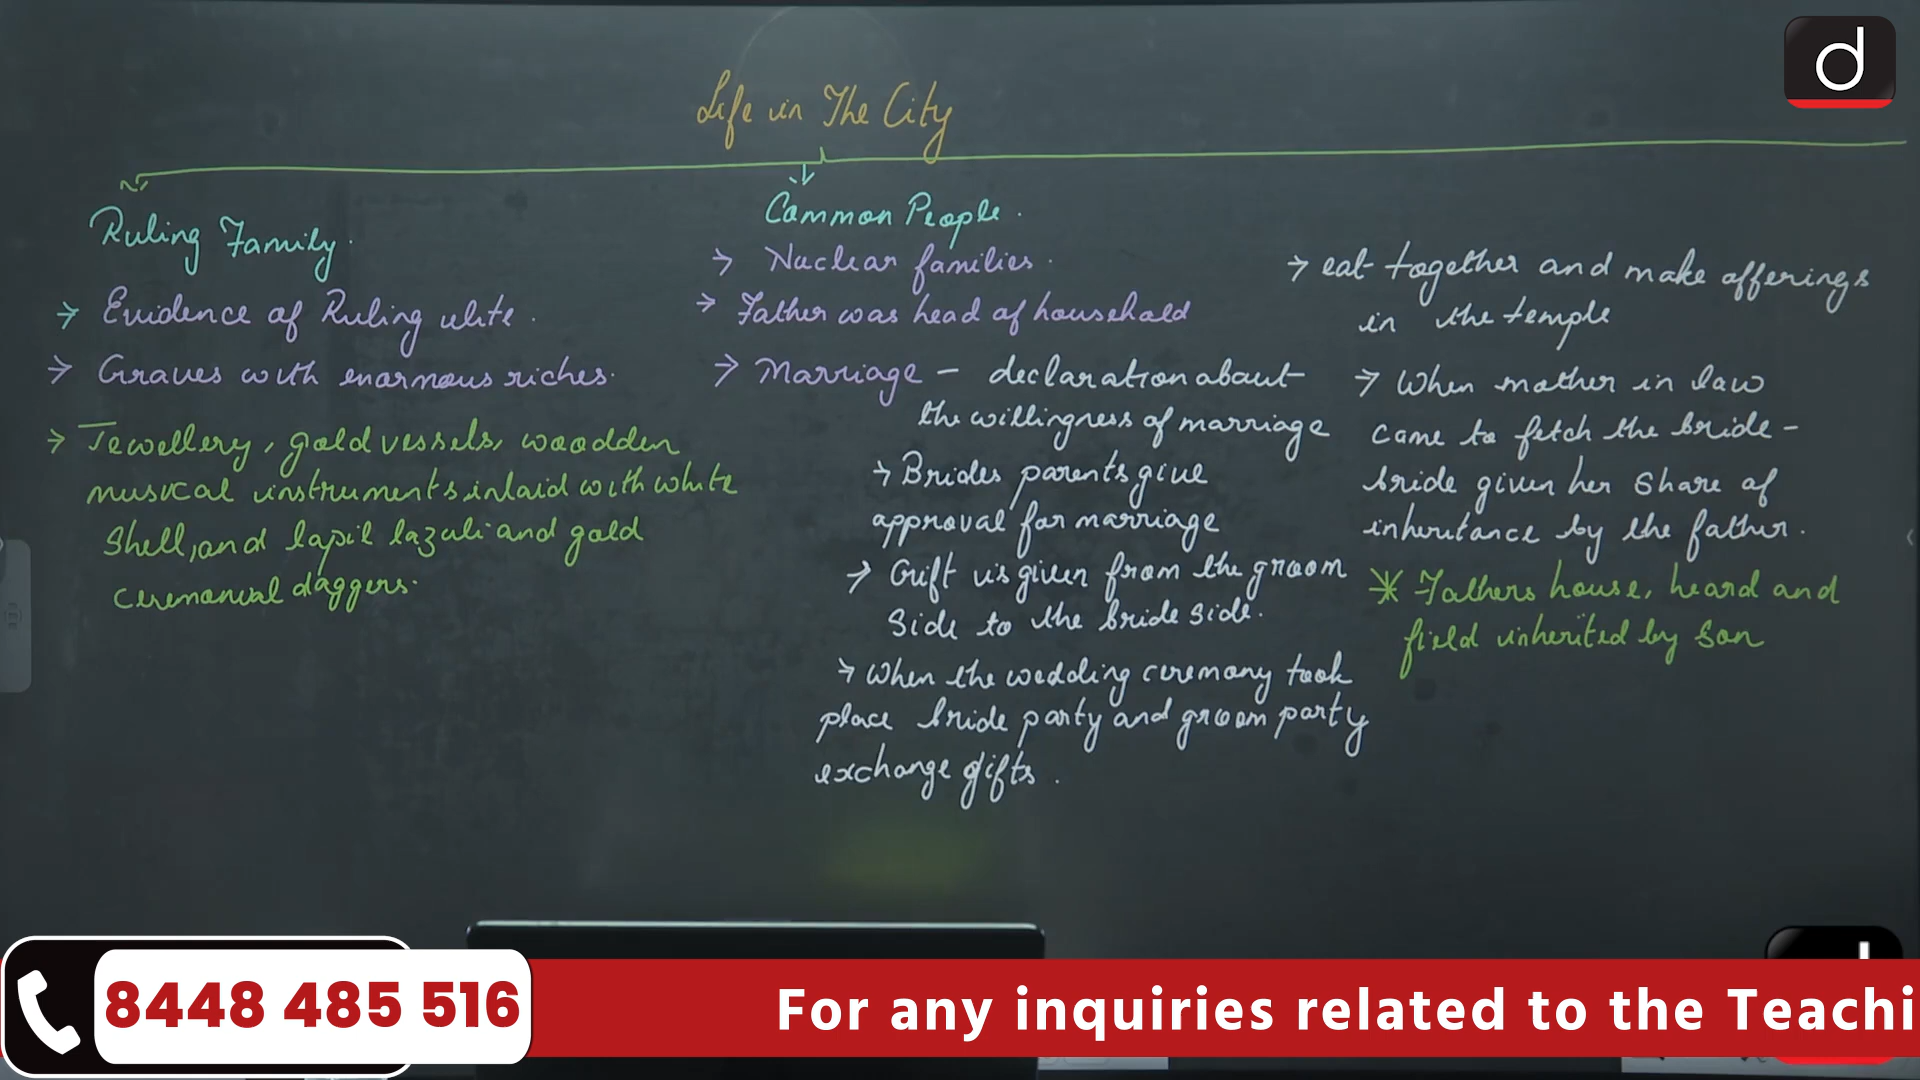 Life in The City
Ruling Family.
→ Evidence of Ruling elite.
→ Graves with enormous riches.
→ Jewellery, gold vessels, woodden
musical instruments inlaid with white
shell, and lapil lazuli and gold
ceremonial daggers.
Common People.
→ Nuclear families.
→ Father was head of household
→ Marriage - declaration about
the willingness of marriage
→ Brides parents give
approval for marriage
→ Gift is given from the groom
side to the bride side.
→ When the wedding ceremony took
place bride party and groom party
exchange gifts.
→ eat together and make offerings
in the temple
→ When mother in law
came to fetch the bride -
bride given her share of
inheritance by the father.
* Fathers house, heard and
field inherited by son
d
8448 485 516
For any inquiries related to the Teachi